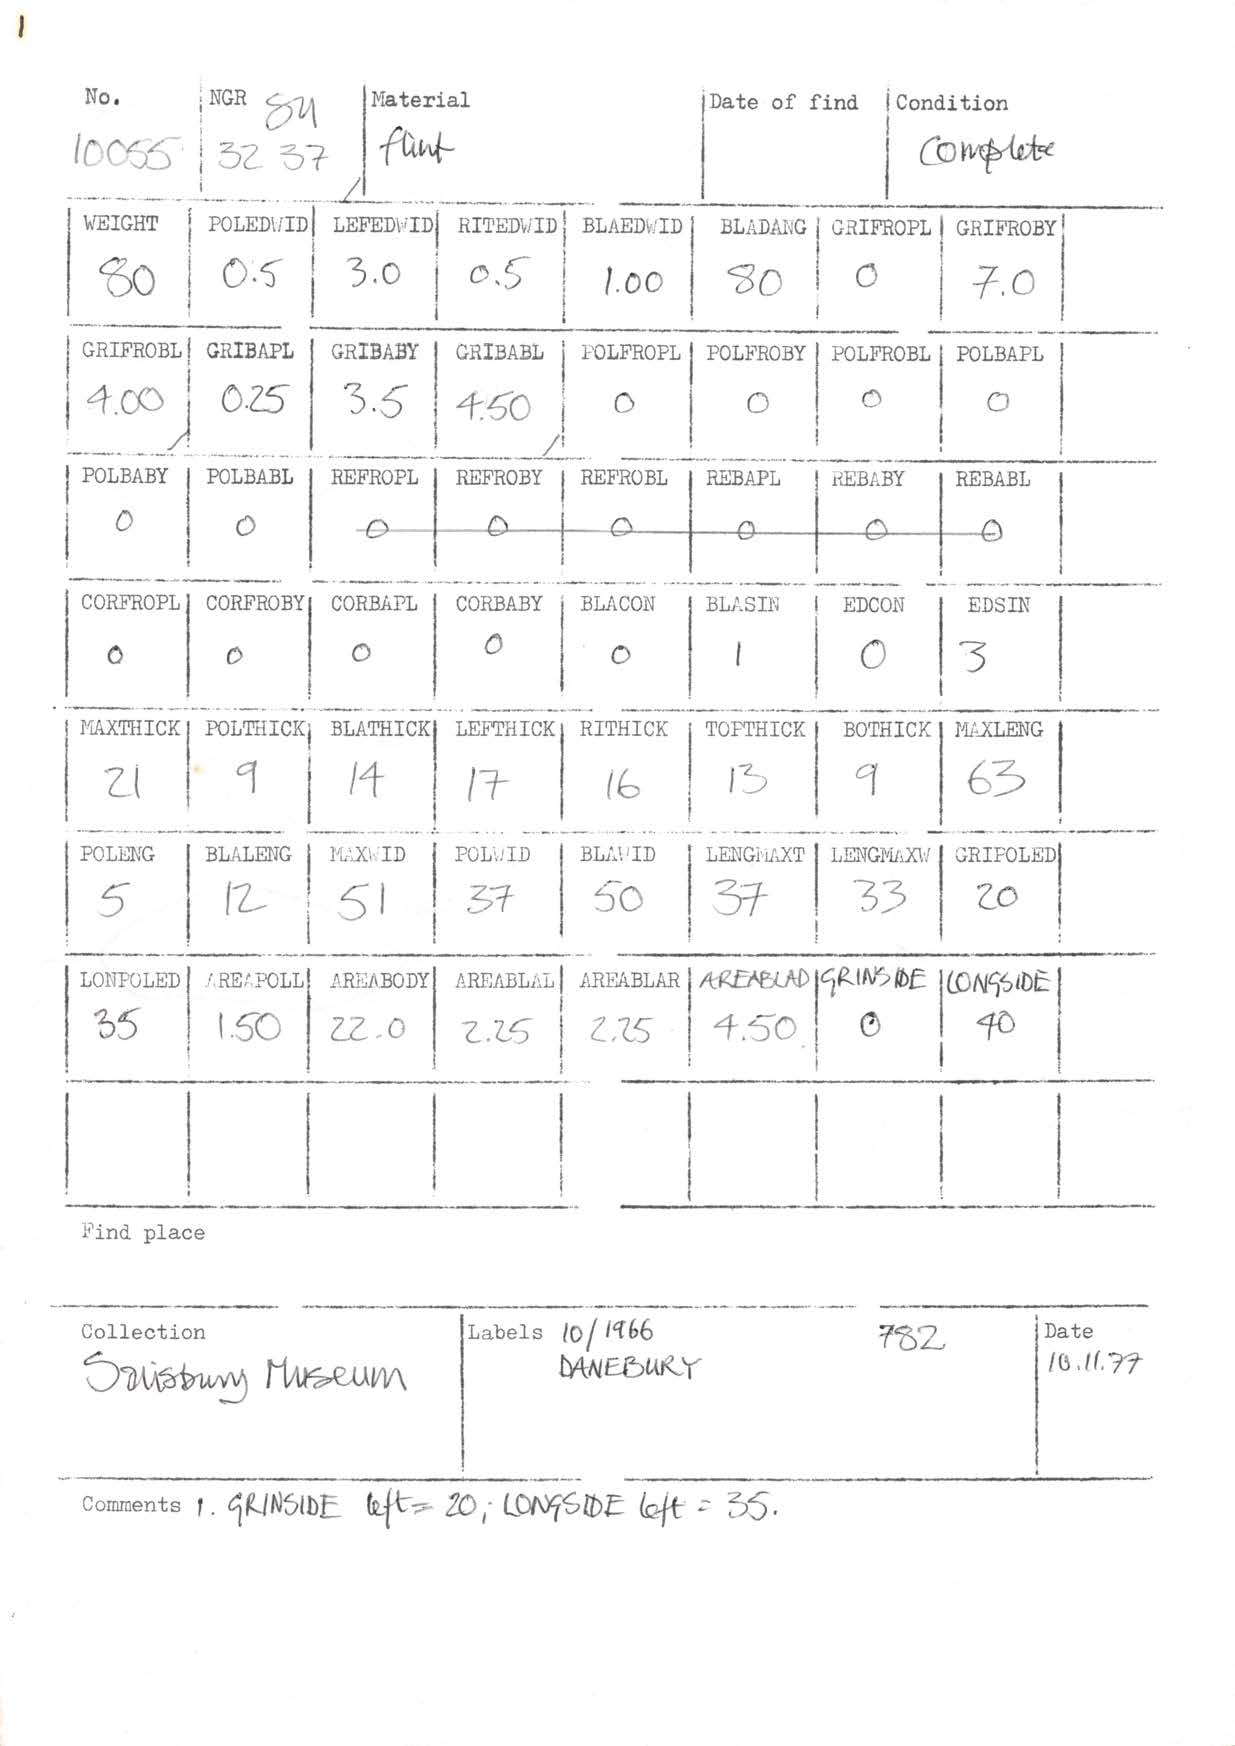 1
No. NGR SU Material Date of find Condition
10055 32 37 flint complete
WEIGHT POLEDWID LEFEDWID RITEDWID BLAEDWID BLADANG GRIFROPL GRIFROBY
80 0.5 3.0 0.5 1.00 80 0 7.0
GRIFROBL GRIBAPL GRIBABY GRIBABL POLFROPL POLFROBY POLFROBL POLBAPL
4.00 0.25 3.5 4.50 0 0 0 0
POLBABY POLBABL REFROPL REFROBY REFROBL REBAPL REBABY REBABL
0 0 0 0 0 0 0 0
CORFROPL CORFROBY CORBAPL CORBABY BLACON BLASIN EDCON EDSIN
0 0 0 0 0 1 0 3
MAXTHICK POLTHICK BLATHICK LEFTHICK RITHICK TOPTHICK BOTHICK MAXLENG
21 9 14 17 16 13 9 63
POLENG BLALENG MAXWID POLWID BLAWID LENGMAXT LENGMAXW GRIPOLED
5 12 51 37 50 37 33 20
LONPOLED AREAPOLL AREABODY AREABLAL AREABLAR AREABLAD GRINSIDE LONGSIDE
35 1.50 22.0 2.25 2.25 4.50 0 40
Find place
Collection Labels 10/1966 782 Date
Salisbury Museum DANEBURY 10.11.77
Comments 1. GRINSIDE left = 20; LONGSIDE left = 35.